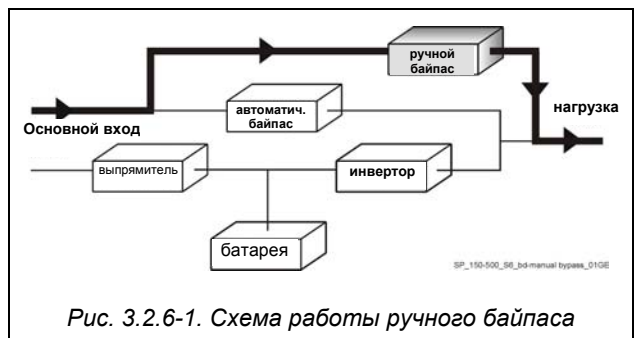 ручной
байпас
нагрузка
автоматич.
байпас
Основной вход
выпрямитель
инвертор
батарея
SP_150-500_S6_bd-manual bypass_01GE
Рис. 3.2.6-1. Схема работы ручного байпаса